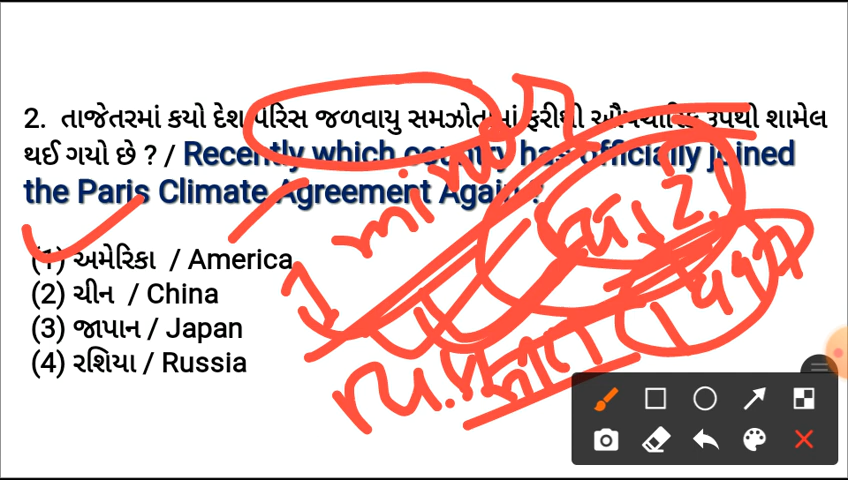 2. તાજેતરમાં કયો દેશ પેરિસ જળવાયુ સમઝોતામાં ફરીથી ઔપચારિક રૂપથી શામેલ
થઈ ગયો છે ? / Recently which country has officially joined
the Paris Climate Agreement Again ?
(1) અમેરિકા / America
(2) ચીન / China
(3) જાપાન / Japan
(4) રશિયા / Russia